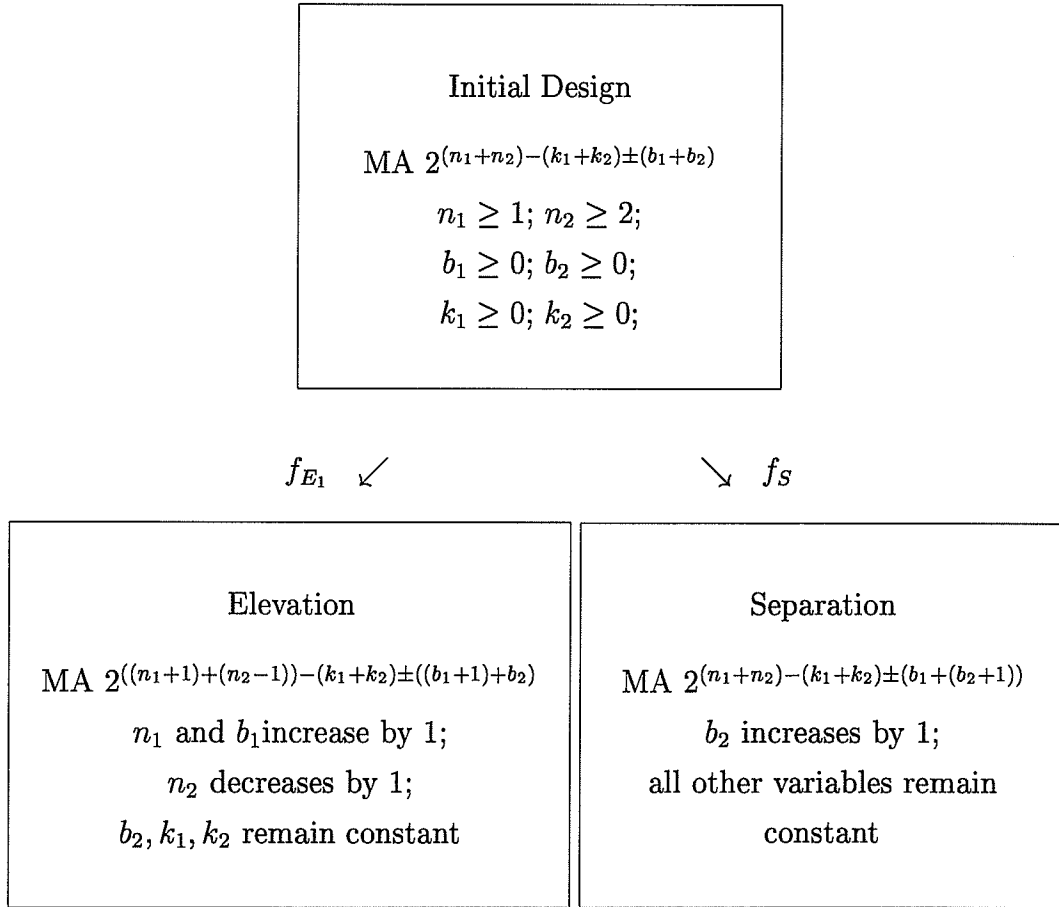 Initial Design
MA 2^{(n_1+n_2)-(k_1+k_2)±(b_1+b_2)}
n_1 ≥ 1; n_2 ≥ 2;
b_1 ≥ 0; b_2 ≥ 0;
k_1 ≥ 0; k_2 ≥ 0;
f_{E_1} ↙ ↘ f_S
Elevation
MA 2^{((n_1+1)+(n_2-1))-(k_1+k_2)±((b_1+1)+b_2)}
n_1 and b_1increase by 1;
n_2 decreases by 1;
b_2, k_1, k_2 remain constant
Separation
MA 2^{(n_1+n_2)-(k_1+k_2)±(b_1+(b_2+1))}
b_2 increases by 1;
all other variables remain
constant